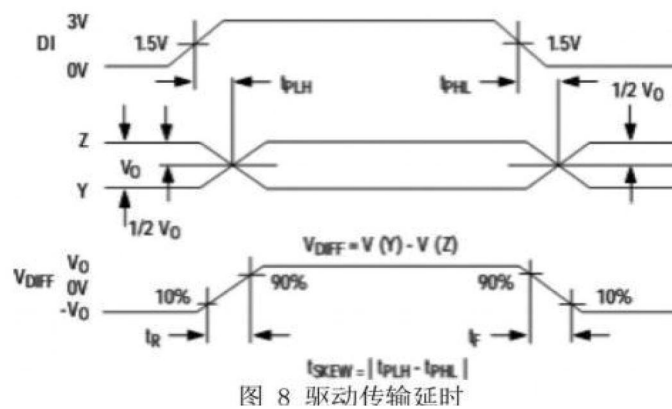 3V
DI
1.5V
0V
1.5V
tPLH
tPHL
1/2 VO
Z
VO
Y
1/2 VO
VDIFF = V (Y) - V (Z)
VDIFF
VO
0V
-VO
10%
90%
90%
10%
tR
tF
tSKEW = | tPLH - tPHL |
图 8 驱动传输延时